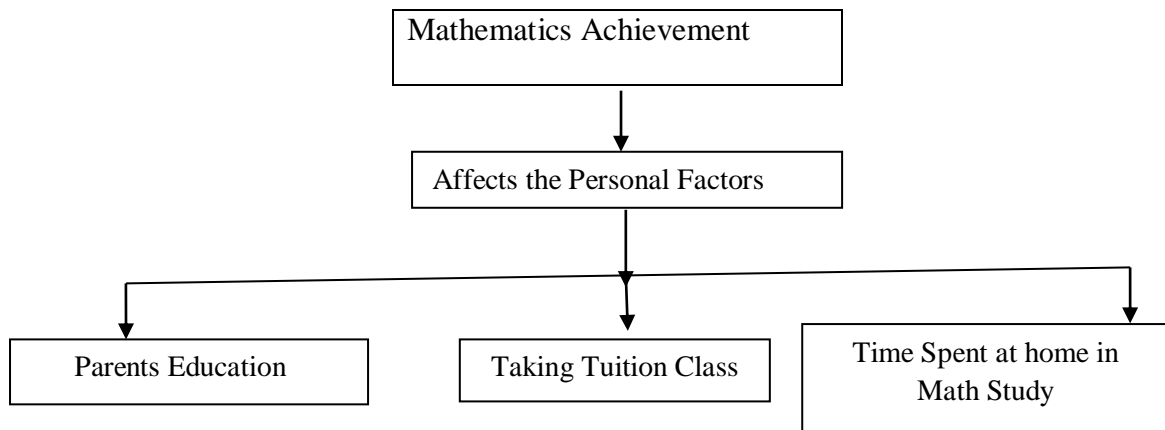 Mathematics Achievement
Affects the Personal Factors
Parents Education
Taking Tuition Class
Time Spent at home in
Math Study